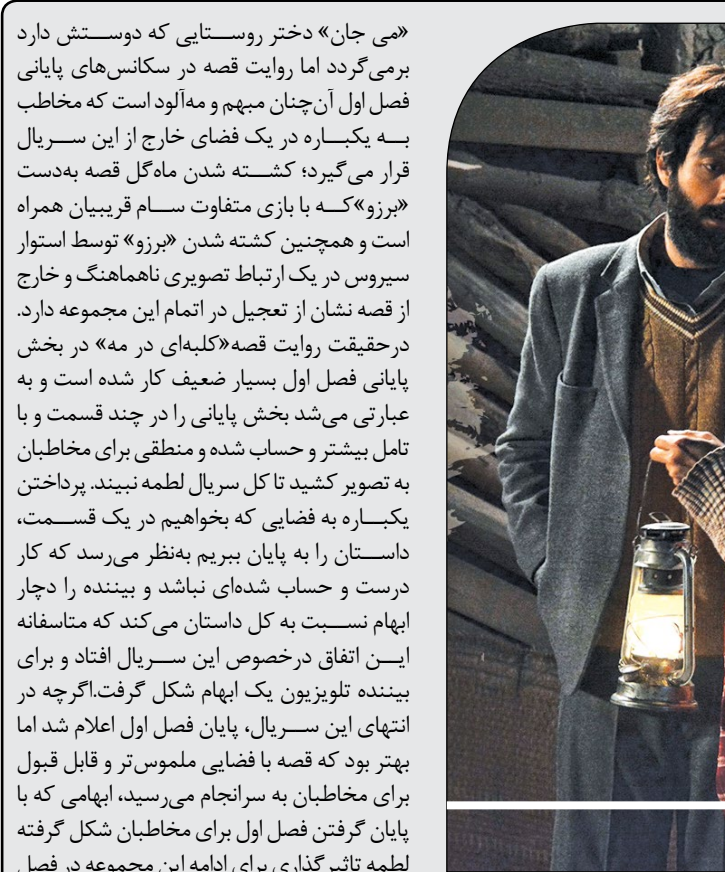 «می جان» دختر روستایی که دوستش دارد
برمی‌گردد اما روایت قصه در سکانس‌های پایانی
فصل اول آن‌چنان مبهم و مه‌آلود است که مخاطب
به یکباره در یک فضای خارج از این سریال
قرار می‌گیرد؛ کشته شدن ماه‌گل قصه به‌دست
«برزو»که با بازی متفاوت سام قریبیان همراه
است و همچنین کشته شدن «برزو» توسط استوار
سیروس در یک ارتباط تصویری ناهماهنگ و خارج
از قصه نشان از تعجیل در اتمام این مجموعه دارد.
درحقیقت روایت قصه«کلبه‌ای در مه» در بخش
پایانی فصل اول بسیار ضعیف کار شده است و به
عبارتی می‌شد بخش پایانی را در چند قسمت و با
تامل بیشتر و حساب شده و منطقی برای مخاطبان
به تصویر کشید تا کل سریال لطمه نبیند. پرداختن
یکباره به فضایی که بخواهیم در یک قسمت،
داستان را به پایان ببریم به‌نظر می‌رسد که کار
درست و حساب شده‌ای نباشد و بیننده را دچار
ابهام نسبت به کل داستان می‌کند که متاسفانه
این اتفاق درخصوص این سریال افتاد و برای
بیننده تلویزیون یک ابهام شکل گرفت.اگرچه در
انتهای این سریال، پایان فصل اول اعلام شد اما
بهتر بود که قصه با فضایی ملموس‌تر و قابل قبول
برای مخاطبان به سرانجام می‌رسید، ابهامی که با
پایان گرفتن فصل اول برای مخاطبان شکل گرفته
لطمه تاثیرگذاری برای ادامه این مجموعه در فصل